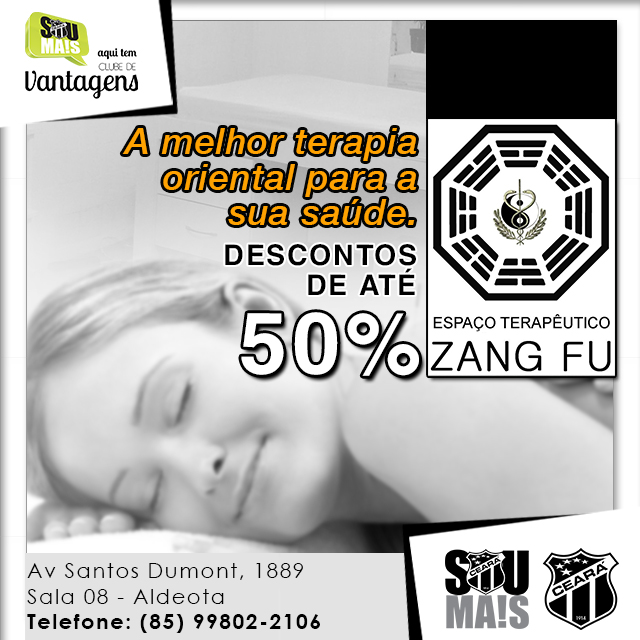 SOU
MA!S
aqui tem
CLUBE DE
Vantagens
A melhor terapia
oriental para a
sua saúde.
DESCONTOS
DE ATÉ
50%
ESPAÇO TERAPÊUTICO
ZANG FU
Av Santos Dumont, 1889
Sala 08 - Aldeota
Telefone: (85) 99802-2106
SOU
CEARÁ
MA!S
CEARÁ
1914